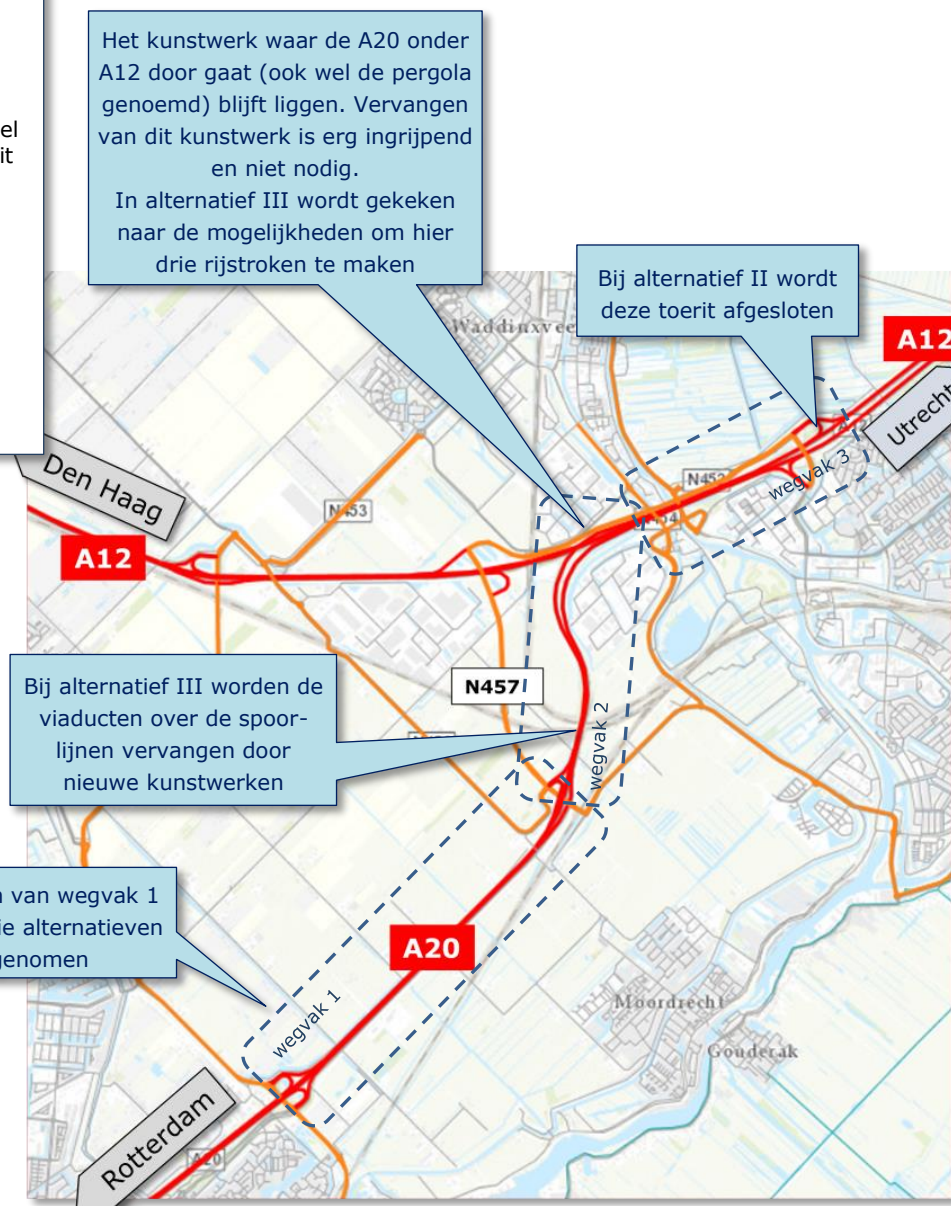 el
it
Het kunstwerk waar de A20 onder
A12 door gaat (ook wel de pergola
genoemd) blijft liggen. Vervangen
van dit kunstwerk is erg ingrijpend
en niet nodig.
In alternatief III wordt gekeken
naar de mogelijkheden om hier
drie rijstroken te maken
Bij alternatief II wordt
deze toerit afgesloten
Waddinxvee
A12
Utrecht
wegvak 3
N452
Den Haag
N453
A12
N457
Bij alternatief III worden de
viaducten over de spoor-
lijnen vervangen door
nieuwe kunstwerken
wegvak 2
van wegvak 1
ie alternatieven
genomen
A20
wegvak 1
Moordrecht
Gouderak
Rotterdam
A20